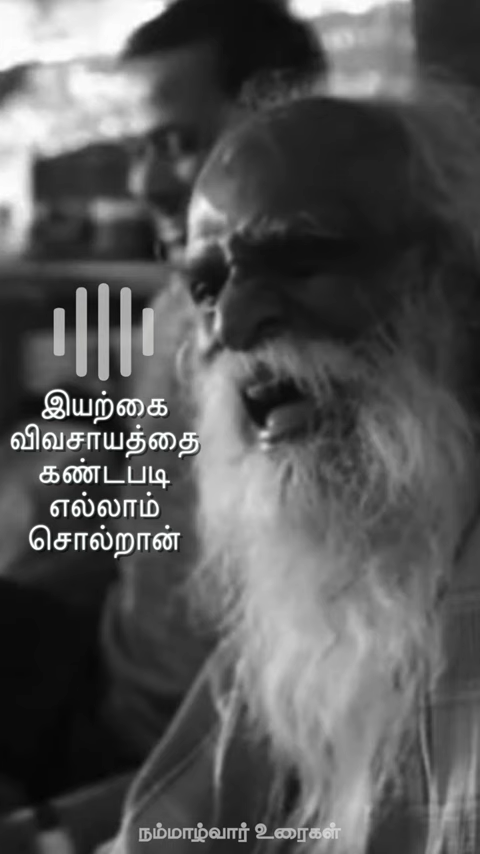 இயற்கை
விவசாயத்தை
கண்டபடி
எல்லாம்
சொல்றான்
நம்மாழ்வார் உரைகள்